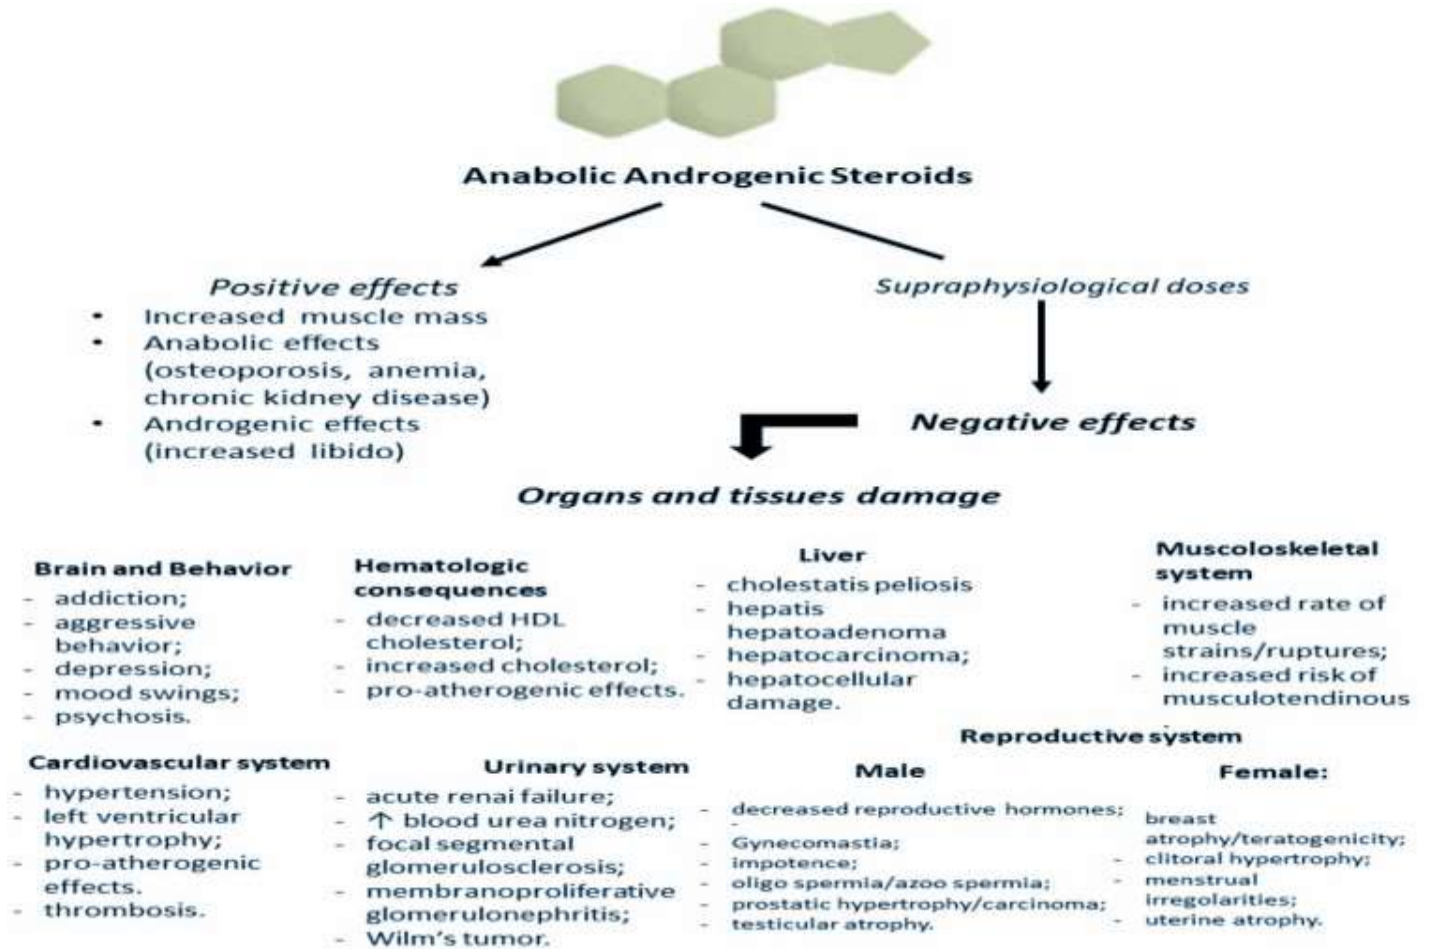 Anabolic Androgenic Steroids
Positive effects
• Increased muscle mass
• Anabolic effects
(osteoporosis, anemia,
chronic kidney disease)
• Androgenic effects
(increased libido)
Supraphysiological doses
Negative effects
Organs and tissues damage
Brain and Behavior
- addiction;
- aggressive
behavior;
- depression;
- mood swings;
- psychosis.
Hematologic
consequences
- decreased HDL
cholesterol;
- increased cholesterol;
- pro-atherogenic effects.
Liver
- cholestatis peliosis
- hepatis
hepatoadenoma
- hepatocarcinoma;
- hepatocellular
damage.
Muscoloskeletal
system
- increased rate of
muscle
strains/ruptures;
- increased risk of
musculotendinous
.
Cardiovascular system
- hypertension;
- left ventricular
hypertrophy;
- pro-atherogenic
effects.
- thrombosis.
Urinary system
- acute renai failure;
- ↑ blood urea nitrogen;
- focal segmental
glomerulosclerosis;
- membranoproliferative
glomerulonephritis;
- Wilm's tumor.
Reproductive system
Male
- decreased reproductive hormones;
-
- Gynecomastia;
- impotence;
- oligo spermia/azoo spermia;
- prostatic hypertrophy/carcinoma;
- testicular atrophy.
Female:
breast
atrophy/teratogenicity;
- clitoral hypertrophy;
- menstrual
irregolarities;
- uterine atrophy.